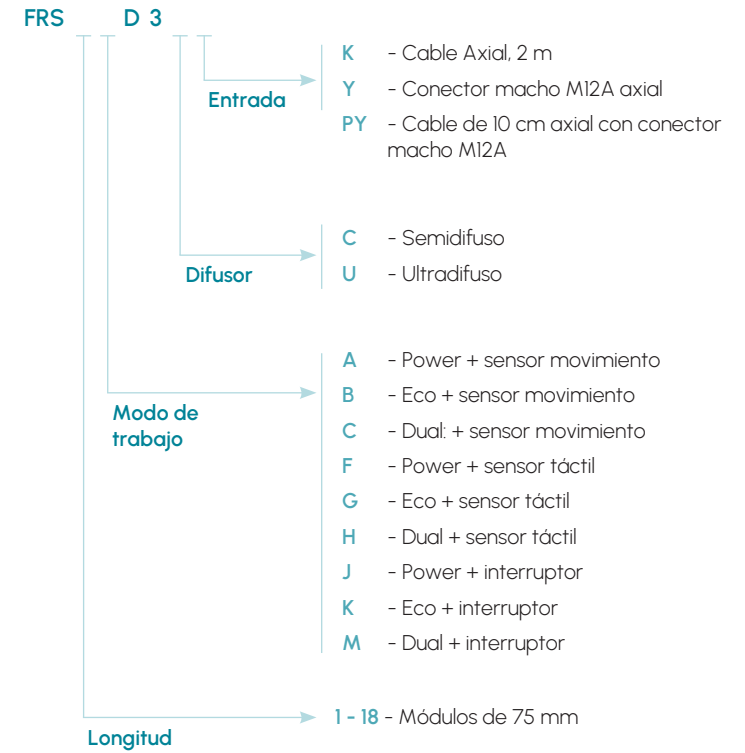 FRS D 3
K - Cable Axial, 2 m
Y - Conector macho M12A axial
PY - Cable de 10 cm axial con conector
macho M12A
Entrada
C - Semidifuso
U - Ultradifuso
Difusor
A - Power + sensor movimiento
B - Eco + sensor movimiento
C - Dual: + sensor movimiento
F - Power + sensor táctil
G - Eco + sensor táctil
H - Dual + sensor táctil
J - Power + interruptor
K - Eco + interruptor
M - Dual + interruptor
Modo de
trabajo
1 - 18 - Módulos de 75 mm
Longitud